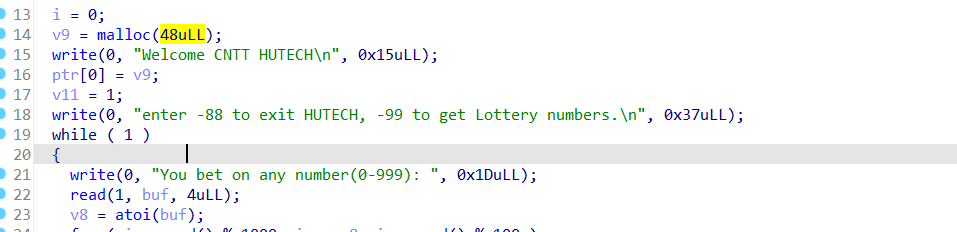 13 i = 0;
14 v9 = malloc(48uLL);
15 write(0, "Welcome CNTT HUTECH\n", 0x15uLL);
16 ptr[0] = v9;
17 v11 = 1;
18 write(0, "enter -88 to exit HUTECH, -99 to get Lottery numbers.\n", 0x37uLL);
19 while ( 1 )
20 {
21 write(0, "You bet on any number(0-999): ", 0x1DuLL);
22 read(1, buf, 4uLL);
23 v8 = atoi(buf);
24